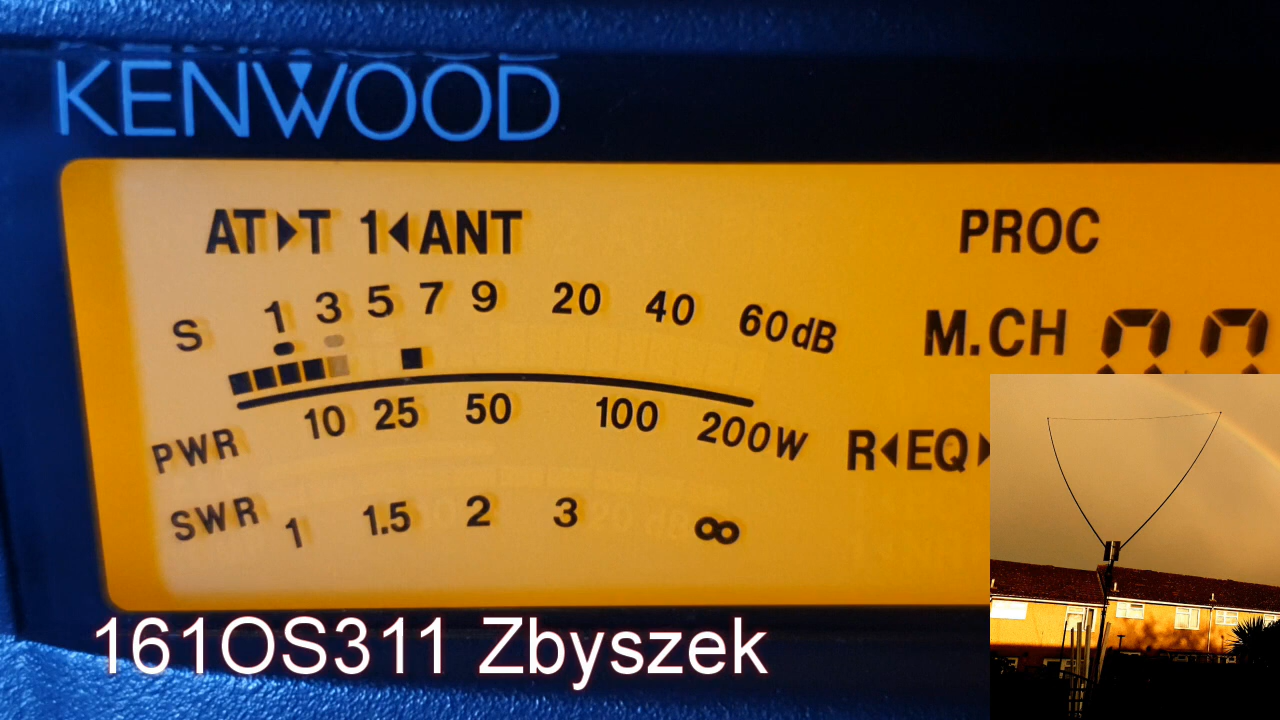 KENWOOD
AT▶T 1◀ANT
PROC
S 1 3 5 7 9 20 40 60dB
M.CH
PWR 10 25 50 100 200W
R◀EQ▶
SWR 1 1.5 2 3 ∞
161OS311 Zbyszek